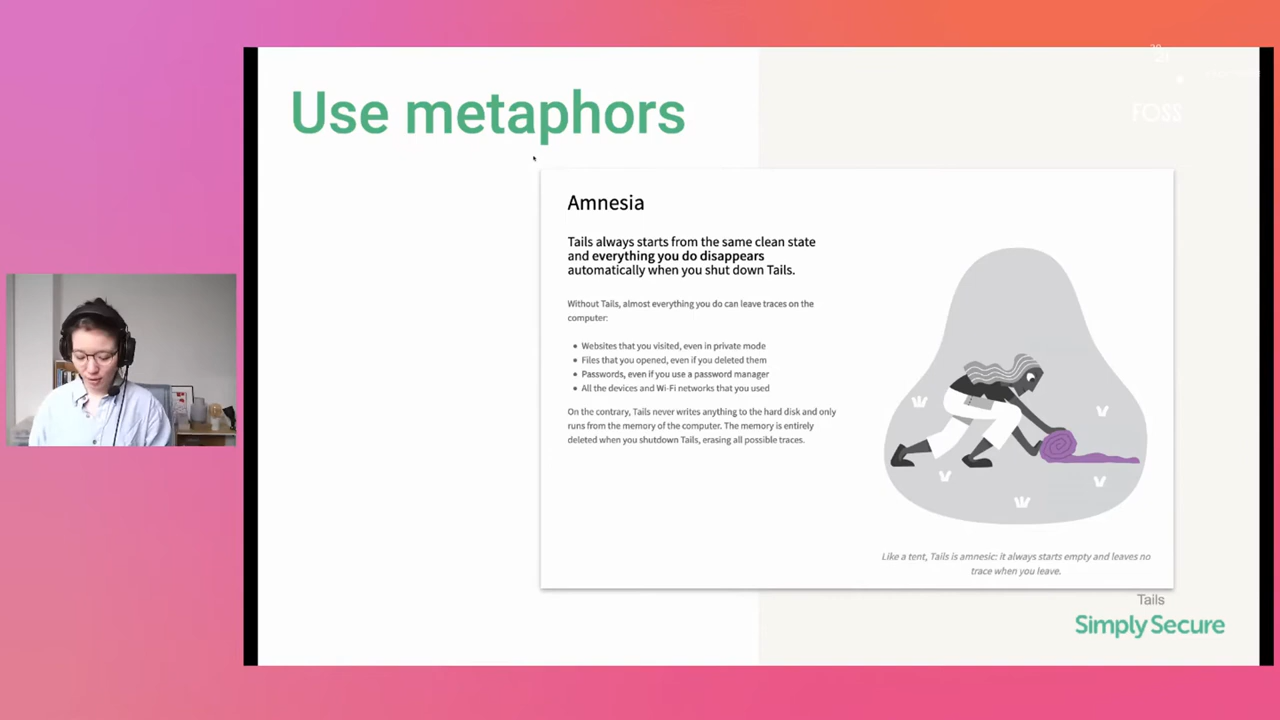 Use metaphors
FOSS
Amnesia
Tails always starts from the same clean state
and everything you do disappears
automatically when you shut down Tails.
Without Tails, almost everything you do can leave traces on the
computer:
• Websites that you visited, even in private mode
• Files that you opened, even if you deleted them
• Passwords, even if you use a password manager
• All the devices and Wi-Fi networks that you used
On the contrary, Tails never writes anything to the hard disk and only
runs from the memory of the computer. The memory is entirely
deleted when you shutdown Tails, erasing all possible traces.
Like a tent, Tails is amnesic: it always starts empty and leaves no
trace when you leave.
Tails
Simply Secure